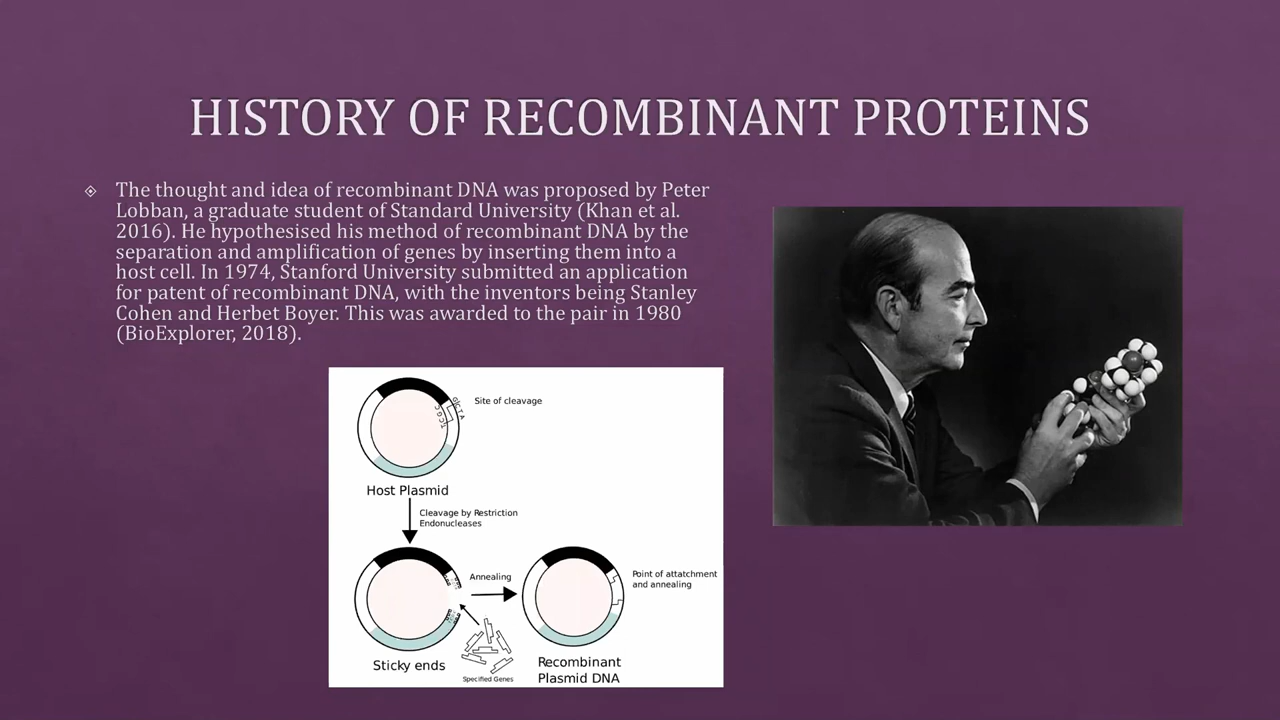 HISTORY OF RECOMBINANT PROTEINS
The thought and idea of recombinant DNA was proposed by Peter
Lobban, a graduate student of Standard University (Khan et al.
2016). He hypothesised his method of recombinant DNA by the
separation and amplification of genes by inserting them into a
host cell. In 1974, Stanford University submitted an application
for patent of recombinant DNA, with the inventors being Stanley
Cohen and Herbet Boyer. This was awarded to the pair in 1980
(BioExplorer, 2018).
Site of cleavage
Host Plasmid
Cleavage by Restriction
Endonucleases
Annealing
Point of attatchment
and annealing
Sticky ends
Specified Genes
Recombinant
Plasmid DNA